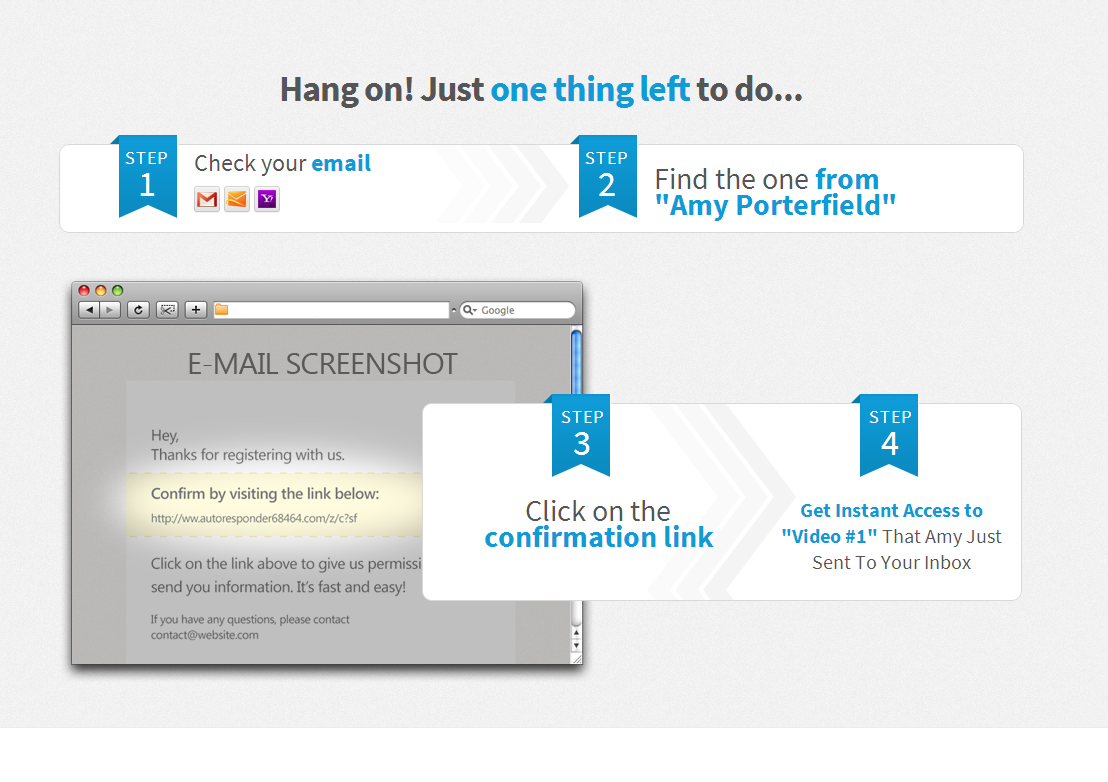 Hang on! Just one thing left to do...
STEP
1
Check your email
STEP
2
Find the one from
"Amy Porterfield"
Google
E-MAIL SCREENSHOT
Hey,
Thanks for registering with us.
Confirm by visiting the link below:
http://ww.autoresponder68464.com/z/c?sf
Click on the link above to give us permissi
send you information. It's fast and easy!
If you have any questions, please contact
contact@website.com
STEP
3
Click on the
confirmation link
STEP
4
Get Instant Access to
"Video #1" That Amy Just
Sent To Your Inbox